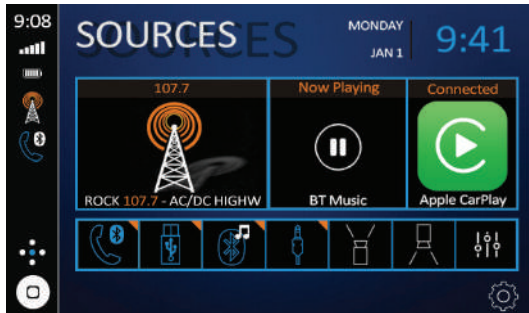 9:08
SOURCES
MONDAY
JAN 1
9:41
107.7
ROCK 107.7 - AC/DC HIGHW
Now Playing
BT Music
Connected
Apple CarPlay